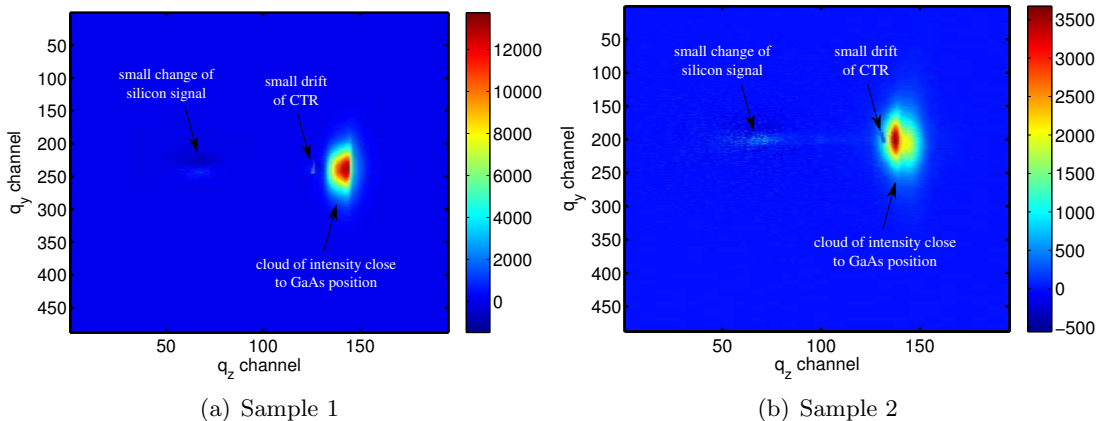 0
50
100
150
200
250
300
350
400
450
q_y channel
50
100
150
q_z channel
small change of
silicon signal
small drift
of CTR
cloud of intensity close
to GaAs position
12000
10000
8000
6000
4000
2000
0
(a) Sample 1
0
50
100
150
200
250
300
350
400
450
q_y channel
50
100
150
q_z channel
small change of
silicon signal
small drift
of CTR
cloud of intensity close
to GaAs position
3500
3000
2500
2000
1500
1000
500
0
−500
(b) Sample 2